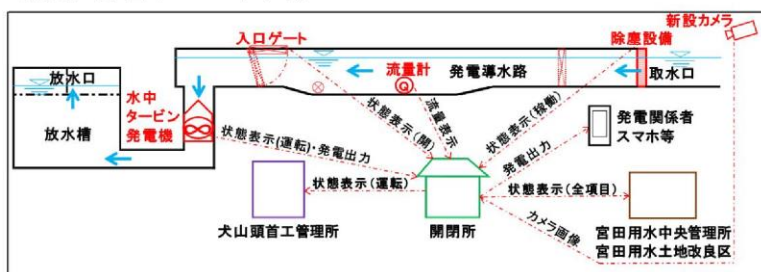 新設カメラ
入口ゲート
除塵設備
流量計
発電導水路
取水口
放水口
水中
タービン
発電機
放水槽
状態表示(運転)・発電出力
状態表示(開)
流量表示
状態表示(稼動)
発電出力
発電関係者
スマホ等
状態表示(運転)
状態表示(全項目)
犬山頭首工管理所
開閉所
カメラ画像
宮田用水中央管理所
宮田用水土地改良区